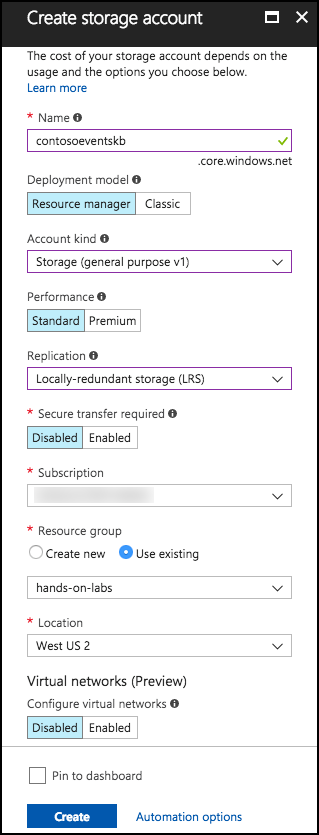 Create storage account
The cost of your storage account depends on the
usage and the options you choose below.
Learn more
* Name
contosoeventskb
.core.windows.net
Deployment model
Resource manager Classic
Account kind
Storage (general purpose v1)
Performance
Standard Premium
Replication
Locally-redundant storage (LRS)
* Secure transfer required
Disabled Enabled
* Subscription
* Resource group
Create new Use existing
hands-on-labs
* Location
West US 2
Virtual networks (Preview)
Configure virtual networks
Disabled Enabled
Pin to dashboard
Create Automation options